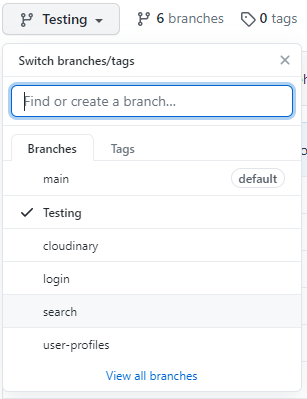 Testing 6 branches 0 tags
Switch branches/tags
Find or create a branch...
Branches Tags
main default
Testing
cloudinary
login
search
user-profiles
View all branches